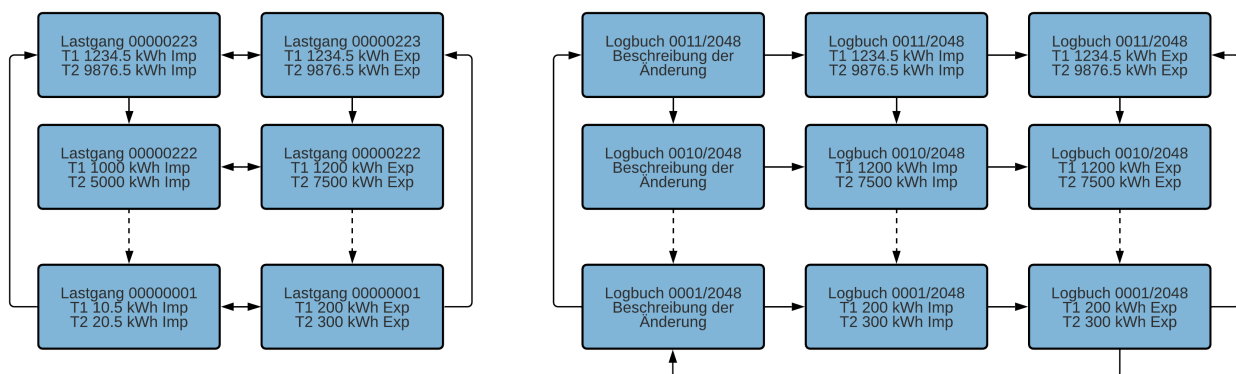 Lastgang 00000223
T1 1234.5 kWh Imp
T2 9876.5 kWh Imp
Lastgang 00000223
T1 1234.5 kWh Exp
T2 9876.5 kWh Exp
Logbuch 0011/2048
Beschreibung der
Änderung
Logbuch 0011/2048
T1 1234.5 kWh Imp
T2 9876.5 kWh Imp
Logbuch 0011/2048
T1 1234.5 kWh Exp
T2 9876.5 kWh Exp
Lastgang 00000222
T1 1000 kWh Imp
T2 5000 kWh Imp
Lastgang 00000222
T1 1200 kWh Exp
T2 7500 kWh Exp
Logbuch 0010/2048
Beschreibung der
Änderung
Logbuch 0010/2048
T1 1200 kWh Imp
T2 7500 kWh Imp
Logbuch 0010/2048
T1 1200 kWh Exp
T2 7500 kWh Exp
Lastgang 00000001
T1 10.5 kWh Imp
T2 20.5 kWh Imp
Lastgang 00000001
T1 200 kWh Exp
T2 300 kWh Exp
Logbuch 0001/2048
Beschreibung der
Änderung
Logbuch 0001/2048
T1 200 kWh Imp
T2 300 kWh Imp
Logbuch 0001/2048
T1 200 kWh Exp
T2 300 kWh Exp